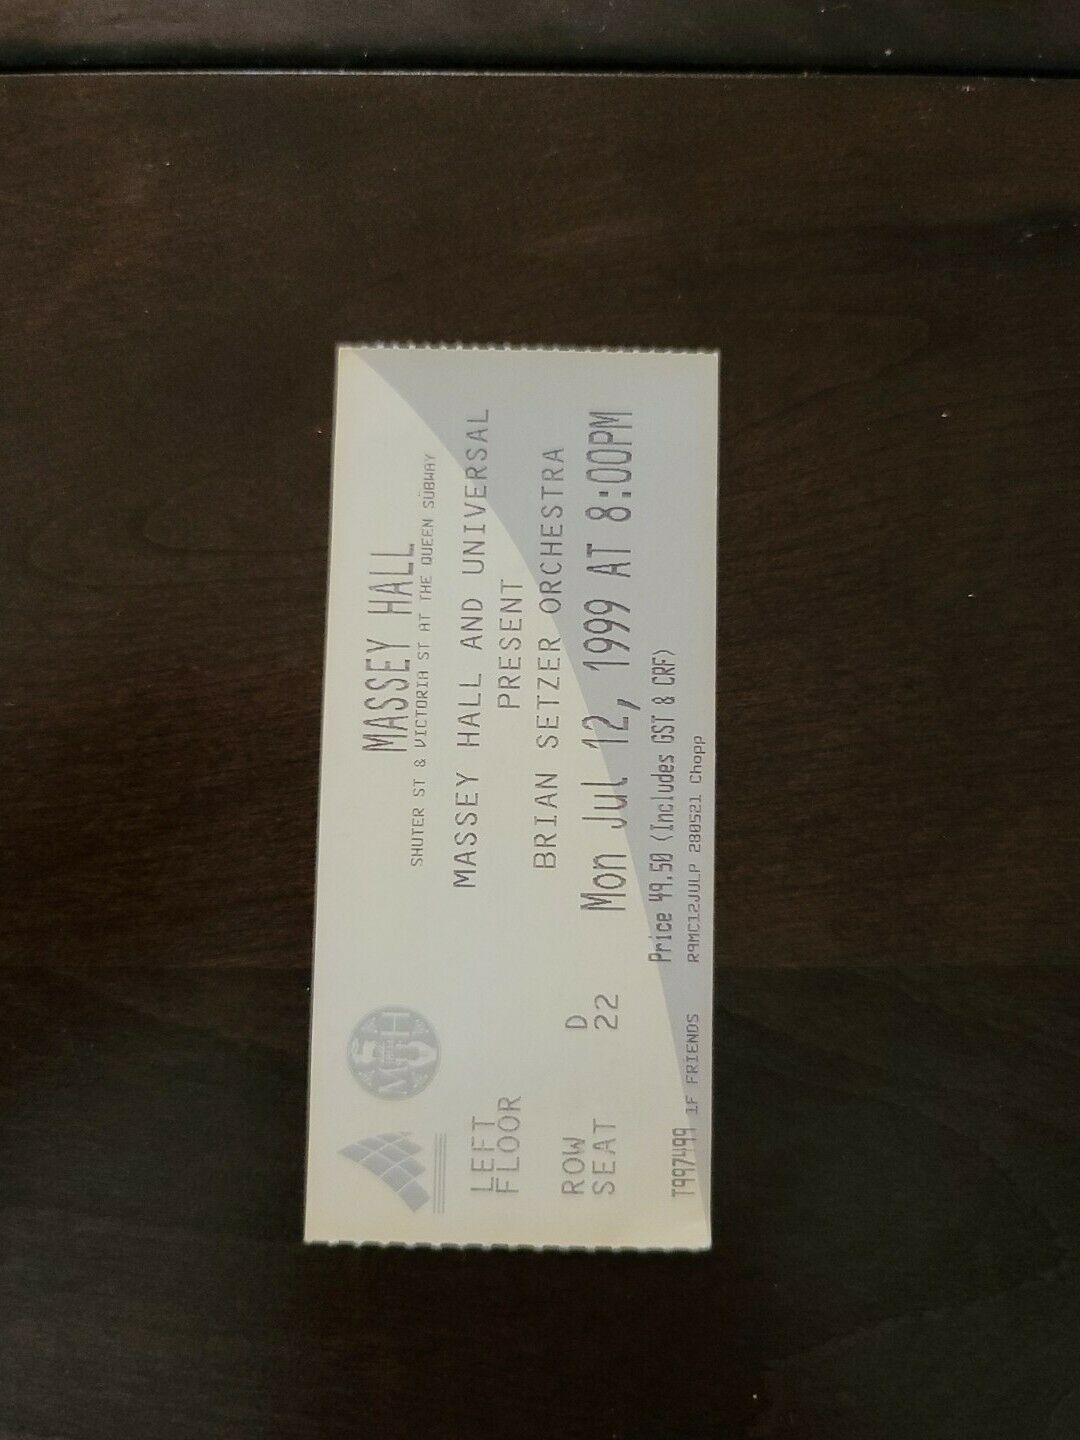 MASSEY HALL
SHUTER ST & VICTORIA ST AT THE QUEEN SUBWAY
MASSEY HALL AND UNIVERSAL
PRESENT
BRIAN SETZER ORCHESTRA
Mon Jul 12, 1999 AT 8:00PM
Price 49.50 (Includes GST & CRF)
R9MC12JULP 280521 Chopp
MH
LEFT
FLOOR
ROW D
SEAT 22
T997499 1F FRIENDS